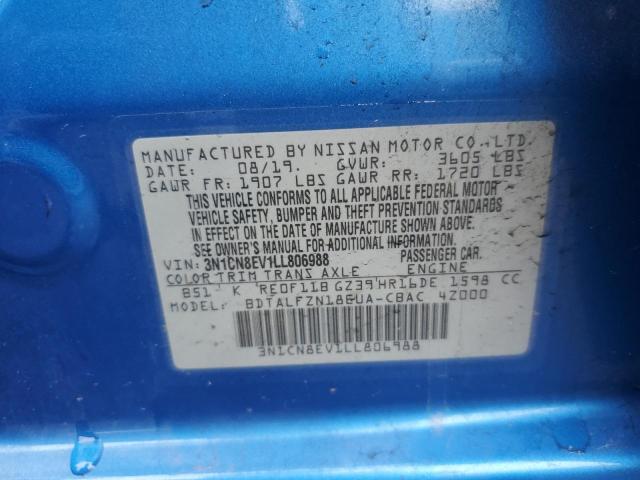 MANUFACTURED BY NISSAN MOTOR CO., LTD.
DATE: 08/19. GVWR: 3605 LBS
GAWR FR: 1907 LBS GAWR RR: 1720 LBS
THIS VEHICLE CONFORMS TO ALL APPLICABLE FEDERAL MOTOR
VEHICLE SAFETY, BUMPER AND THEFT PREVENTION STANDARDS
IN EFFECT ON THE DATE OF MANUFACTURE SHOWN ABOVE.
SEE OWNER'S MANUAL FOR ADDITIONAL INFORMATION.
VIN: 3N1CN8EV1LL806988 PASSENGER CAR.
COLOR TRIM TRANS AXLE ENGINE
B51 K RE0F11B GZ39 HR16DE 1598 CC
MODEL: BDTALFZN18EUA-CBAC 4Z000
3N1CN8EV1LL806988